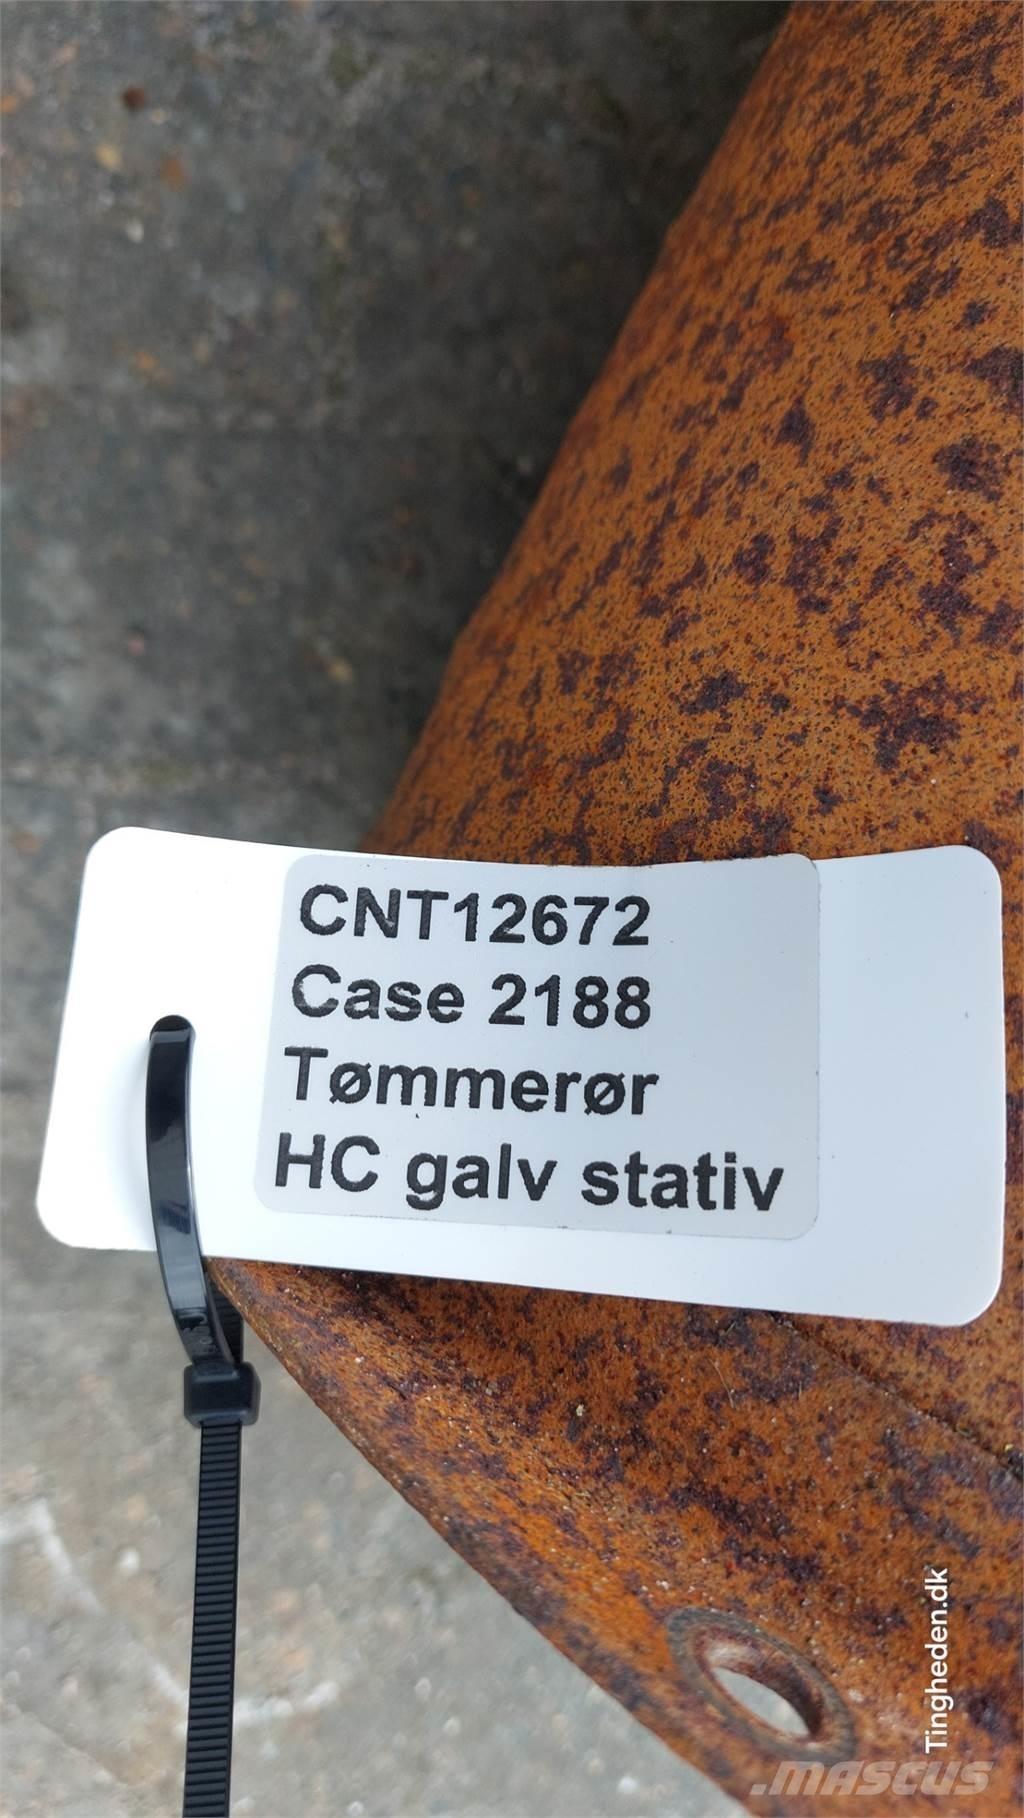 CNT12672
Case 2188
Tømmerør
HC galv stativ
Tingheden.dk
.mascus